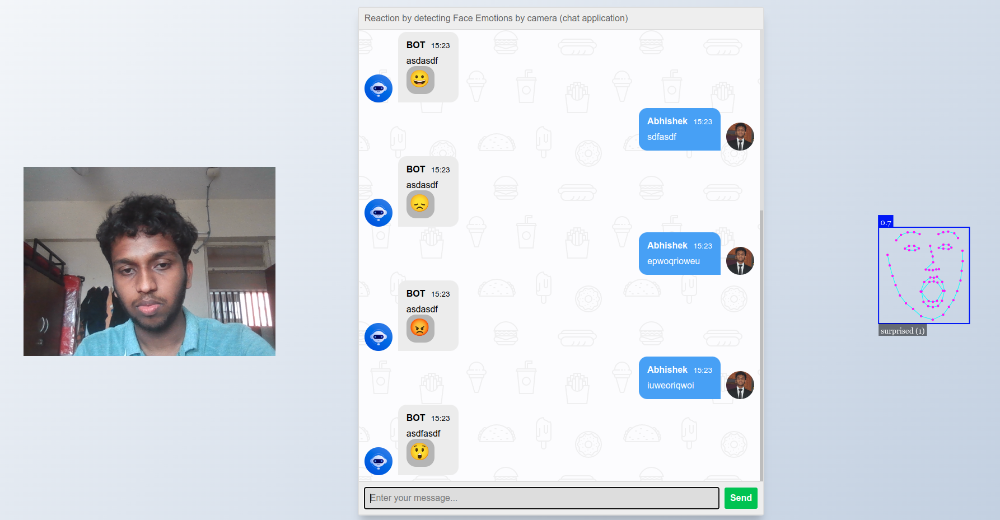 Reaction by detecting Face Emotions by camera (chat application)
BOT 15:23
asdasdf
Abhishek 15:23
sdfasdf
BOT 15:23
asdasdf
Abhishek 15:23
epwoqrioweu
BOT 15:23
asdasdf
Abhishek 15:23
iuweoriqwoi
BOT 15:23
asdfasdf
Enter your message...
Send
0.7
surprised (1)